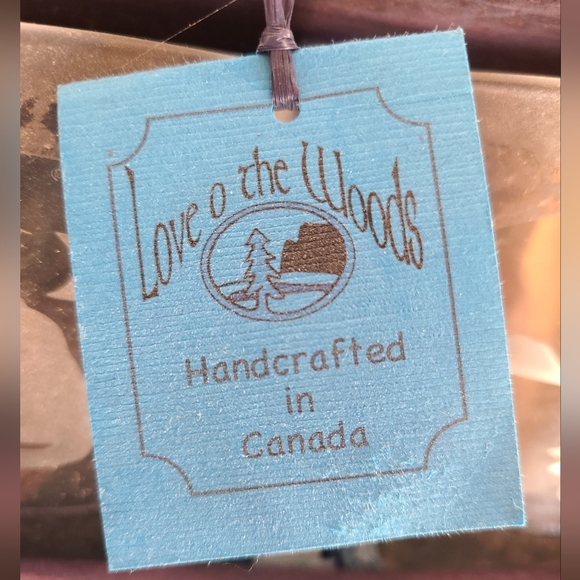 Love o the Woods
Handcrafted
in
Canada